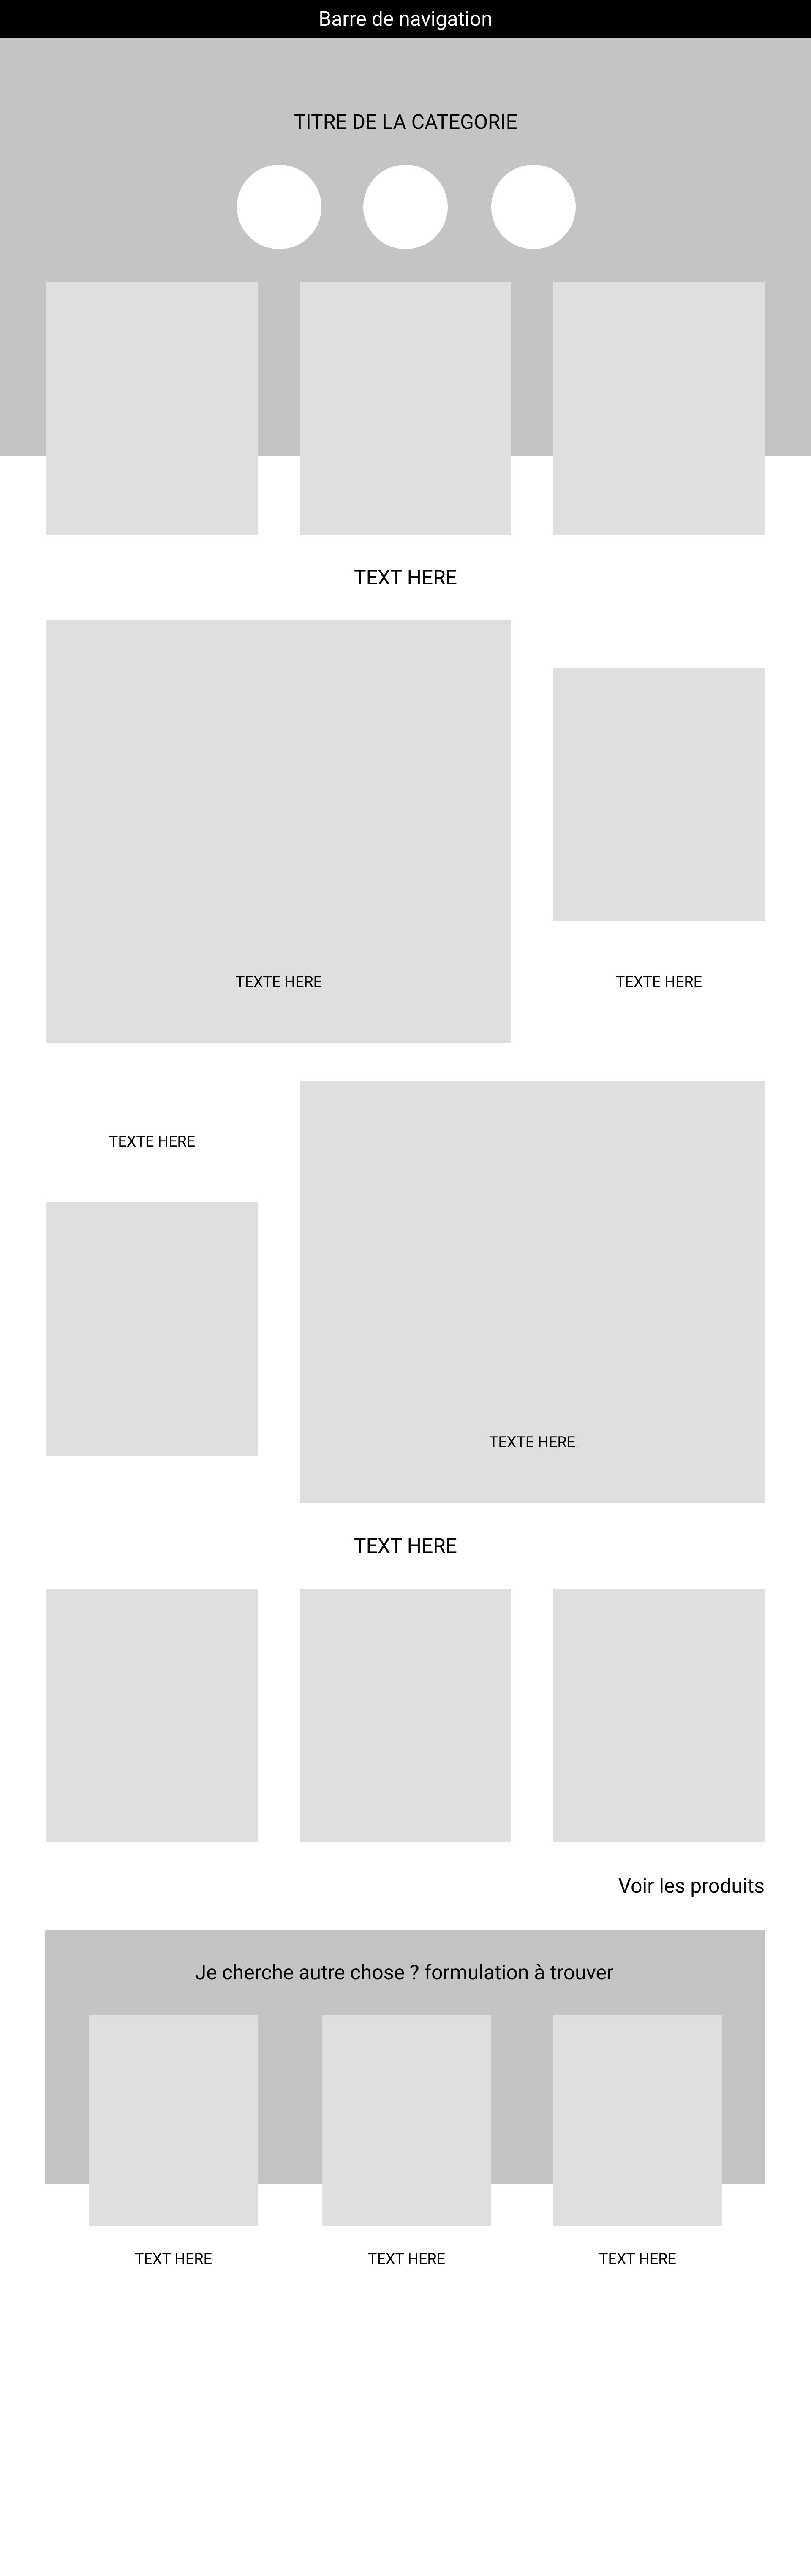 Barre de navigation
TITRE DE LA CATEGORIE
TEXT HERE
TEXTE HERE
TEXTE HERE
TEXTE HERE
TEXTE HERE
TEXT HERE
Voir les produits
Je cherche autre chose ? formulation à trouver
TEXT HERE
TEXT HERE
TEXT HERE